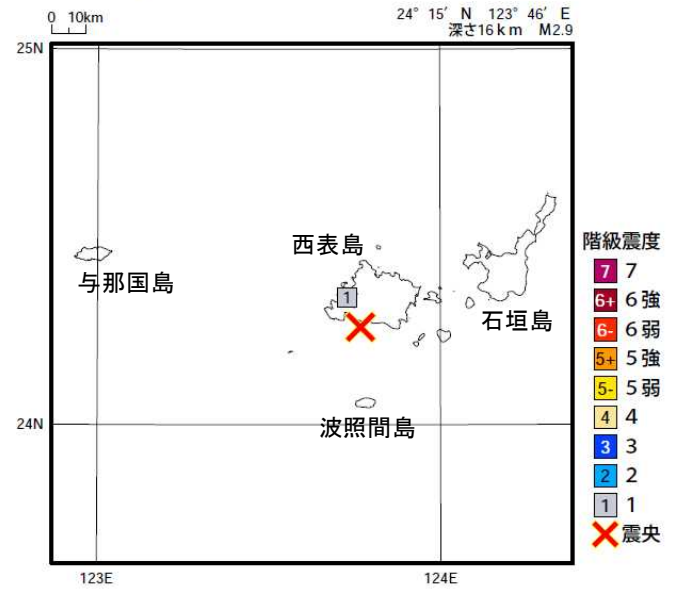 0 10km
24° 15′ N 123° 46′ E
深さ16km M2.9
25N
西表島
与那国島
1
石垣島
波照間島
24N
123E
124E
階級震度
7 7
6+ 6強
6- 6弱
5+ 5強
5- 5弱
4 4
3 3
2 2
1 1
震央